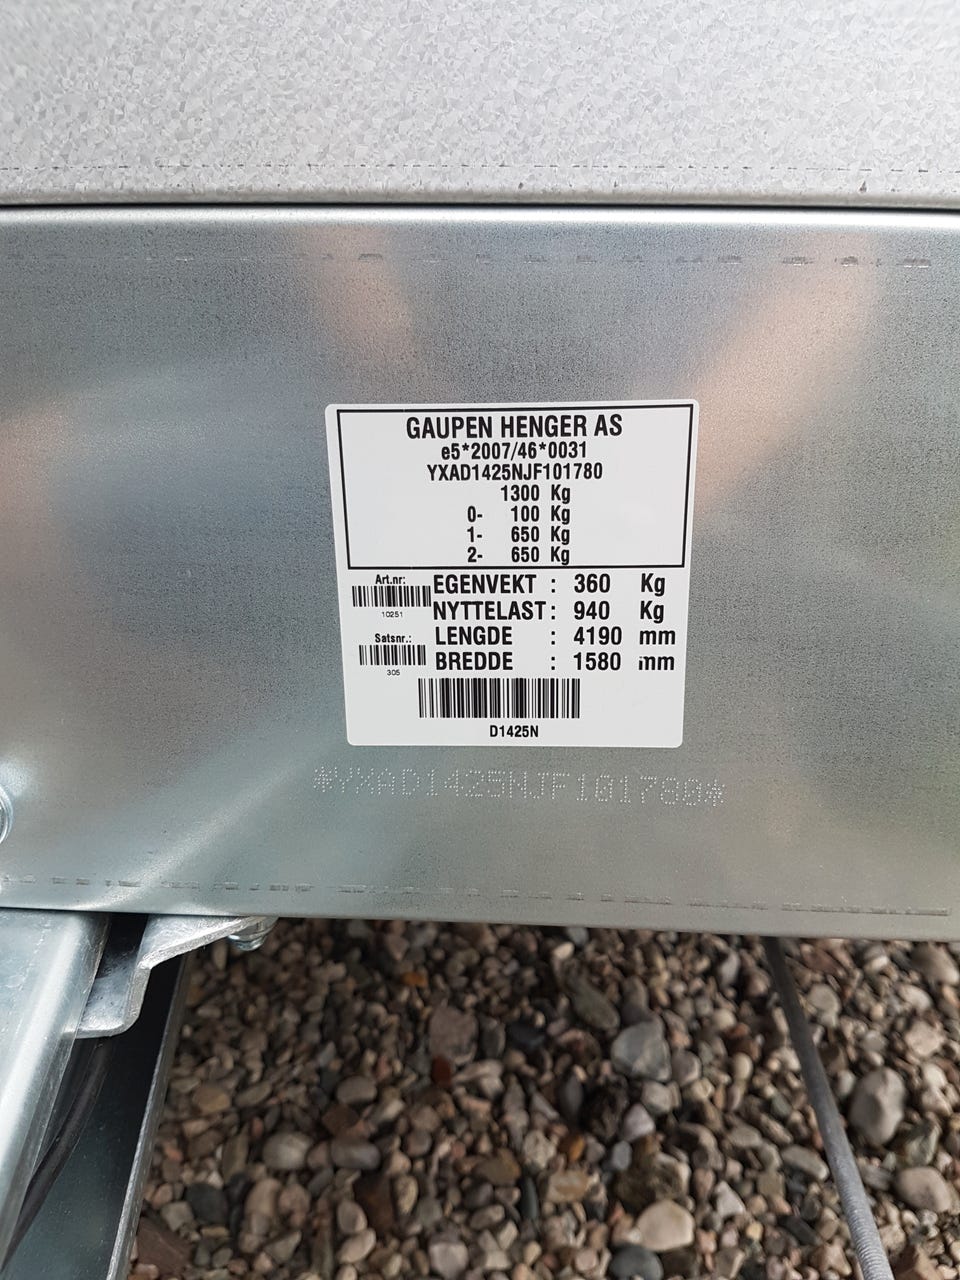 GAUPEN HENGER AS
e5*2007/46*0031
YXAD1425NJF101780
1300 Kg
0- 100 Kg
1- 650 Kg
2- 650 Kg
Art.nr:
10251
EGENVEKT : 360 Kg
NYTTELAST : 940 Kg
Satsnr.:
305
LENGDE : 4190 mm
BREDDE : 1580 mm
D1425N
*YXAD1425NJF101780*